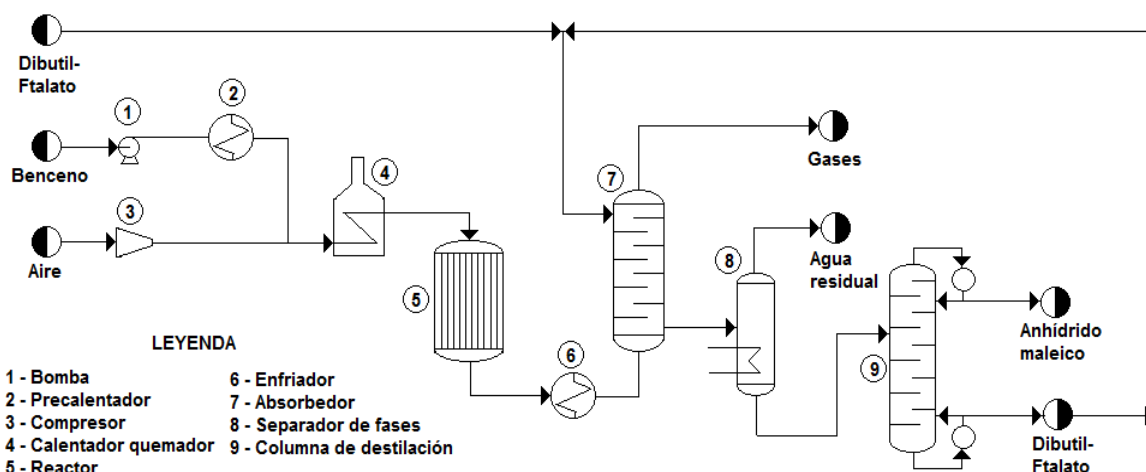 Dibutil-
Ftalato
1
2
Benceno
3
Aire
4
5
6
7
Gases
8
Agua
residual
9
Anhídrido
maleico
Dibutil-
Ftalato
LEYENDA
1 - Bomba
2 - Precalentador
3 - Compresor
4 - Calentador quemador
5 - Reactor
6 - Enfriador
7 - Absorbedor
8 - Separador de fases
9 - Columna de destilación